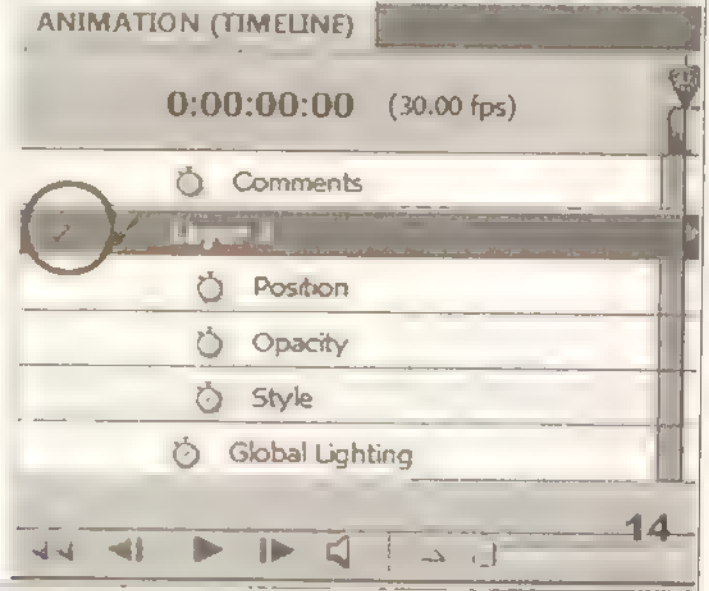 ANIMATION (TIMELINE)
0:00:00:00 (30.00 fps)
Comments
Position
Opacity
Style
Global Lighting
14